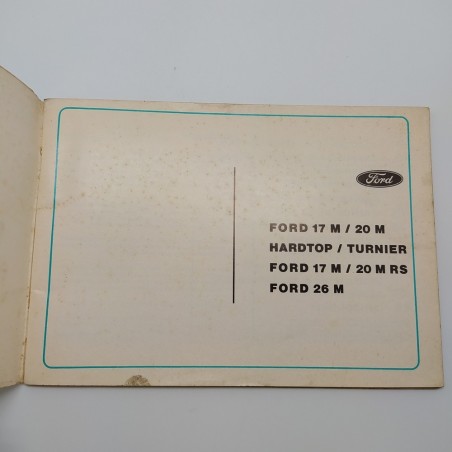 Ford
FORD 17 M / 20 M
HARDTOP / TURNIER
FORD 17 M / 20 M RS
FORD 26 M